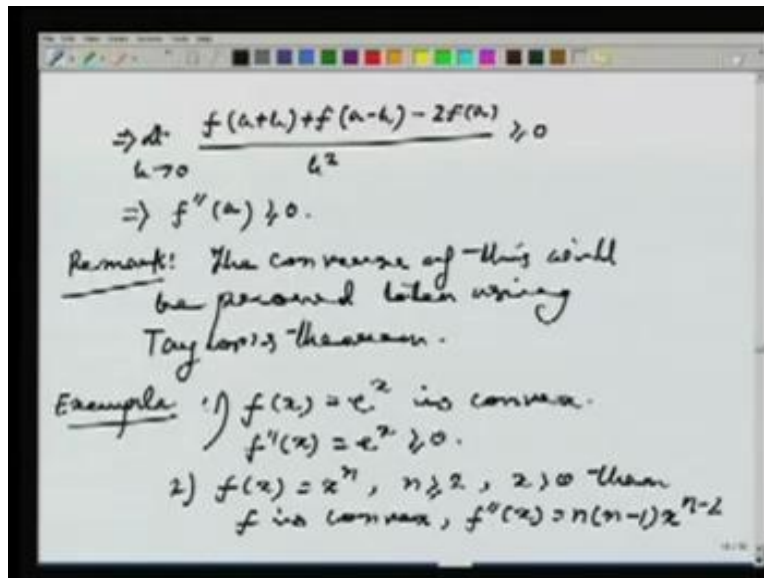 ⇒ lt h→0 (f(a+h)+f(a-h)-2f(a))/h² ≥ 0
⇒ f''(a) ≥ 0.
Remark: The converse of this will
be proved later using
Taylor's theorem.
Example 1) f(x) = e^x is convex.
f''(x) = e^x ≥ 0.
2) f(x) = x^n, n ≥ 2, x ≥ 0 then
f is convex, f''(x) = n(n-1)x^{n-2}